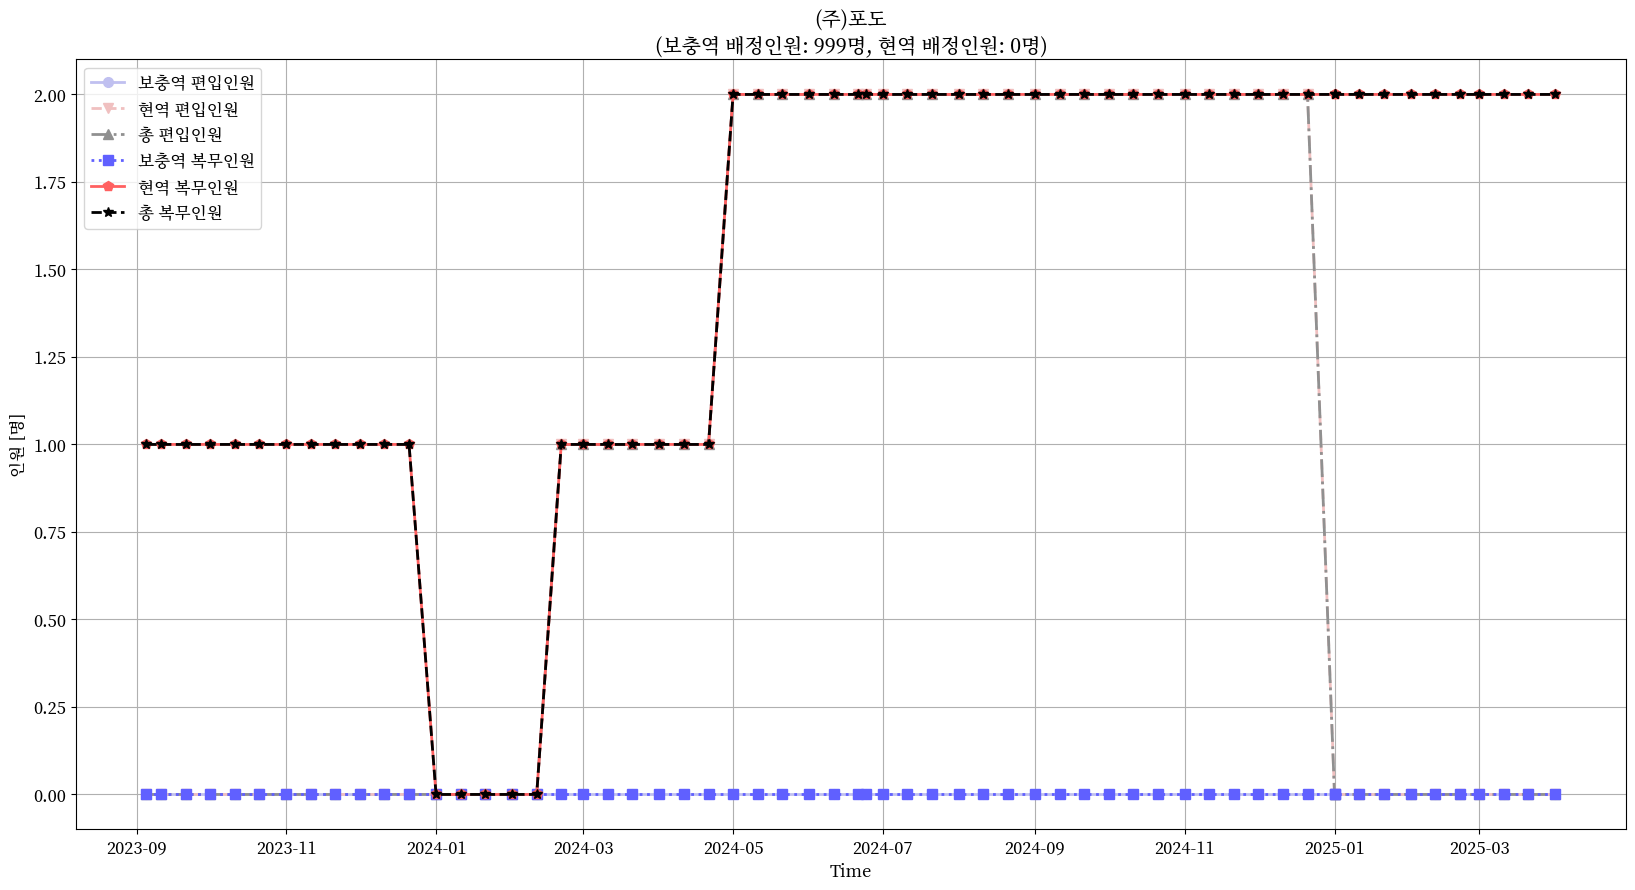 (주)포도
(보충역 배정인원: 999명, 현역 배정인원: 0명)
보충역 편입인원
현역 편입인원
총 편입인원
보충역 복무인원
현역 복무인원
총 복무인원
2.00
1.75
1.50
1.25
1.00
0.75
0.50
0.25
0.00
인원 [명]
2023-09 2023-11 2024-01 2024-03 2024-05 2024-07 2024-09 2024-11 2025-01 2025-03
Time